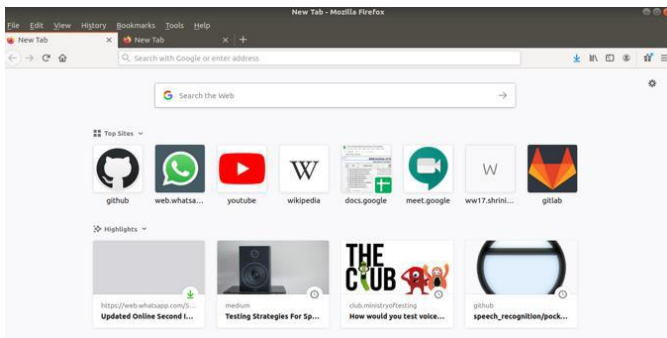 New Tab - Mozilla Firefox
File Edit View History Bookmarks Tools Help
New Tab × New Tab × +
Search with Google or enter address
Search the Web
Top Sites
W W
github web.whatsa... youtube wikipedia docs.google meet.google ww17.shrini... gitlab
Highlights
THE
CLUB
https://web.whatsapp.com/5... medium club.ministryoftesting github
Updated Online Second I... Testing Strategies For Sp... How would you test voice... speech_recognition/pock...